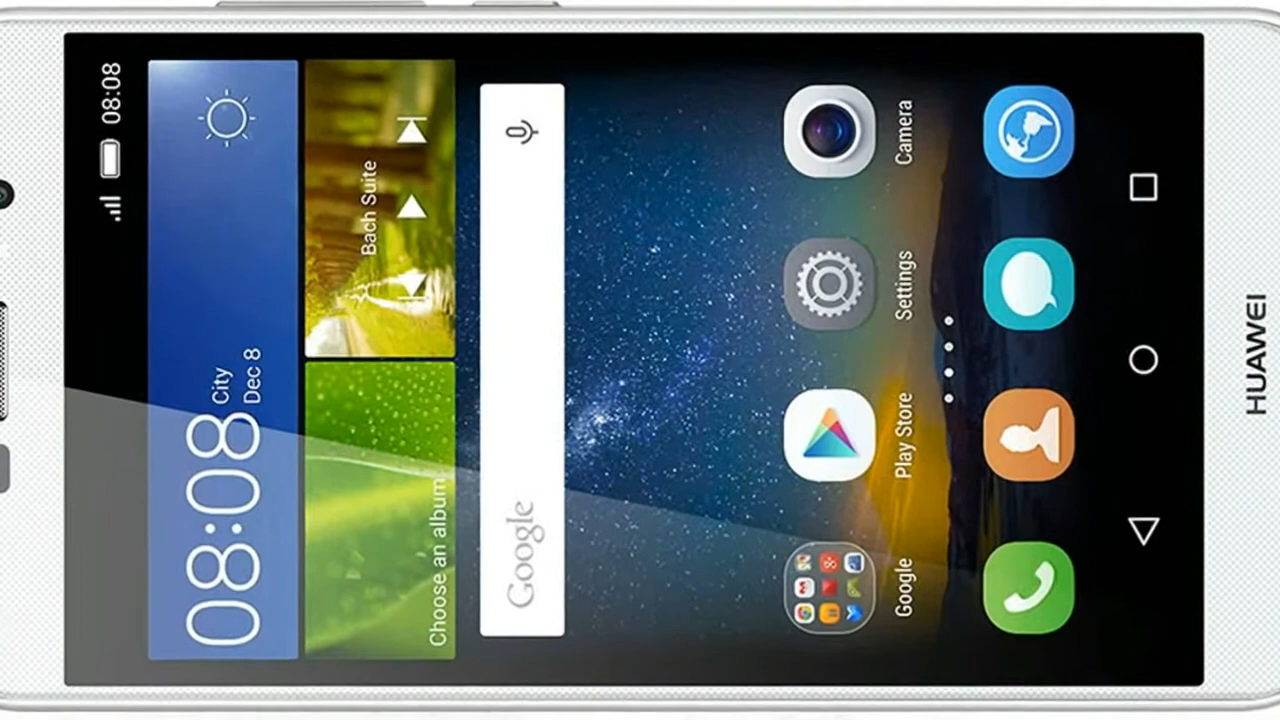 08:08
08:08
City
Dec 8
Choose an album
Bach Suite
Google
Google
Play Store
Settings
Camera
HUAWEI